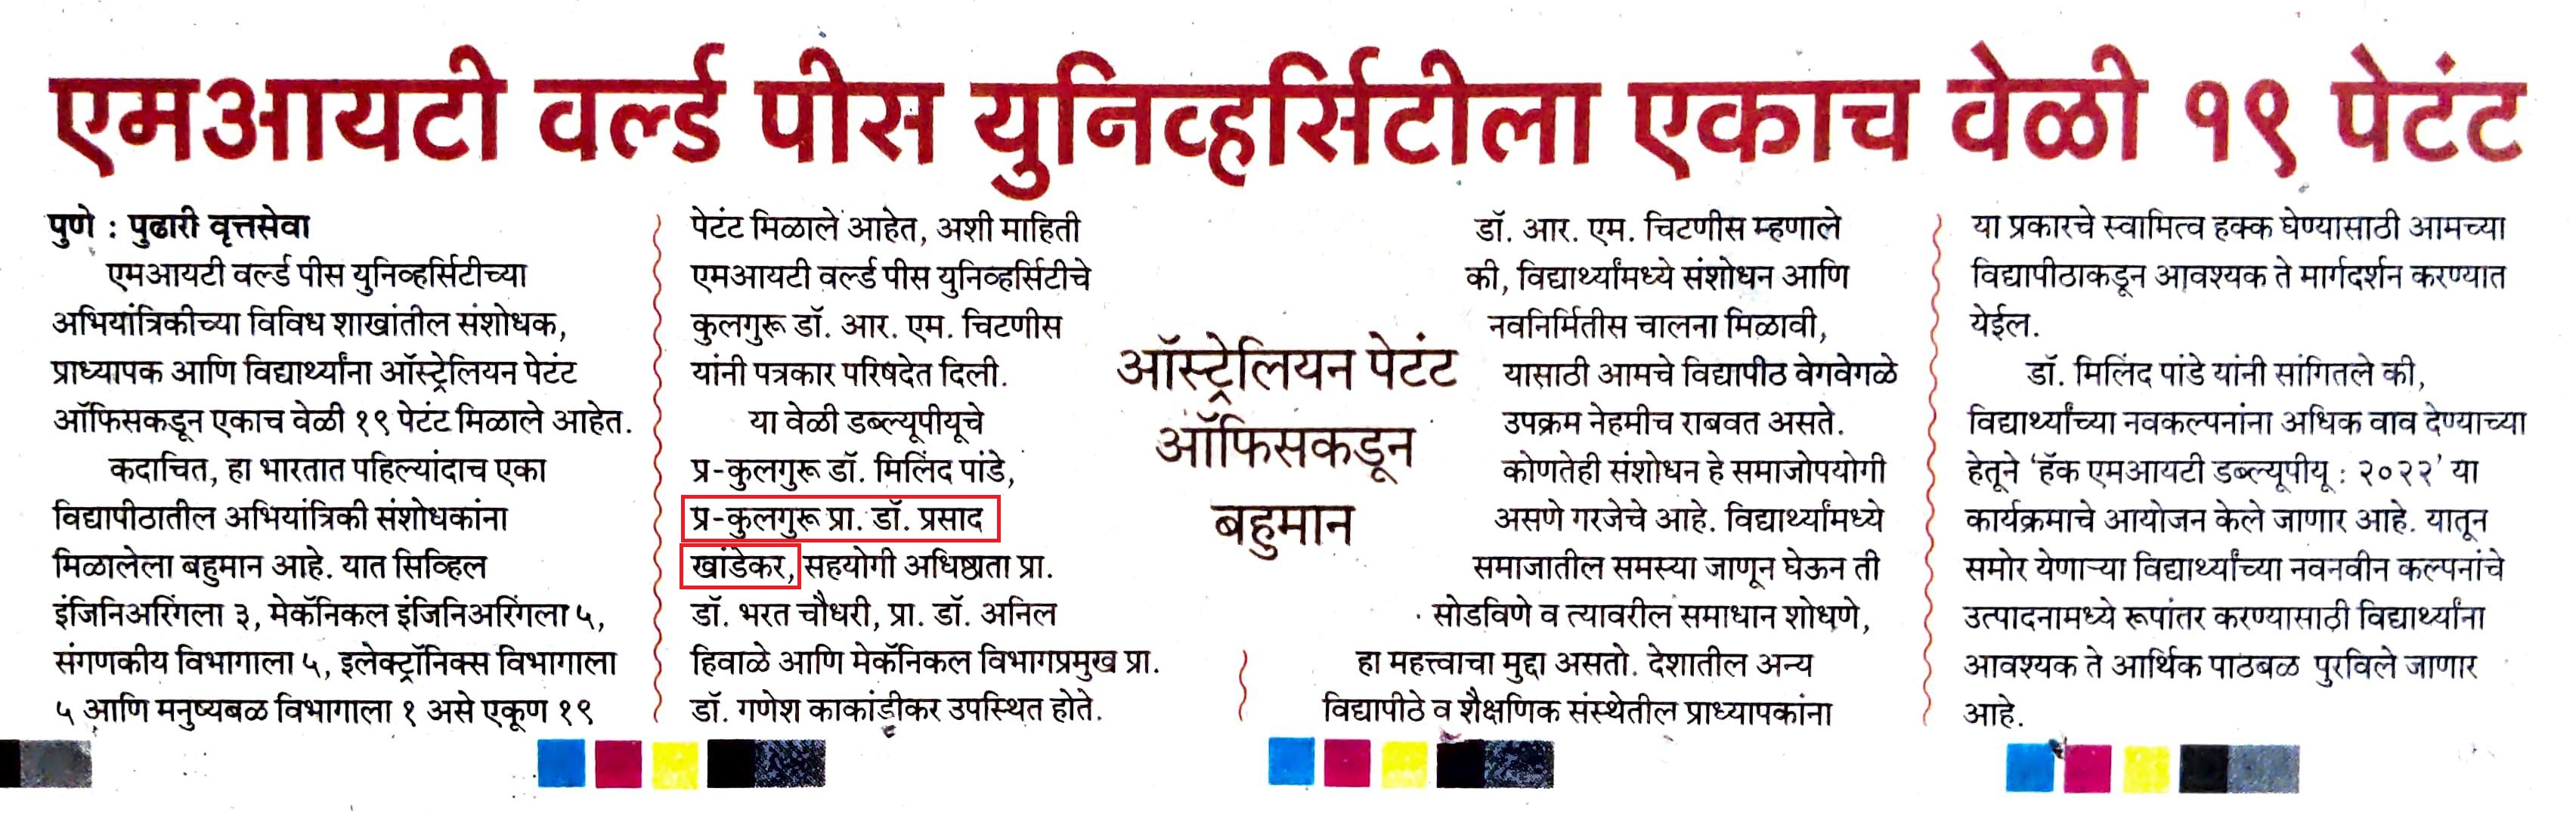 एमआयटी वर्ल्ड पीस युनिव्हर्सिटीला एकाच वेळी १९ पेटंट
पुणे : पुढारी वृत्तसेवा
एमआयटी वर्ल्ड पीस युनिव्हर्सिटीच्या
अभियांत्रिकीच्या विविध शाखांतील संशोधक,
प्राध्यापक आणि विद्यार्थ्यांना ऑस्ट्रेलियन पेटंट
ऑफिसकडून एकाच वेळी १९ पेटंट मिळाले आहेत.
कदाचित, हा भारतात पहिल्यांदाच एका
विद्यापीठातील अभियांत्रिकी संशोधकांना
मिळालेला बहुमान आहे. यात सिव्हिल
इंजिनिअरिंगला ३, मेकॅनिकल इंजिनिअरिंगला ५,
संगणकीय विभागाला ५, इलेक्ट्रॉनिक्स विभागाला
५ आणि मनुष्यबळ विभागाला १ असे एकूण १९
पेटंट मिळाले आहेत, अशी माहिती
एमआयटी वर्ल्ड पीस युनिव्हर्सिटीचे
कुलगुरू डॉ. आर. एम. चिटणीस
यांनी पत्रकार परिषदेत दिली.
या वेळी डब्ल्यूपीयूचे
प्र-कुलगुरू डॉ. मिलिंद पांडे,
प्र-कुलगुरू प्रा. डॉ. प्रसाद
खांडेकर, सहयोगी अधिष्ठाता प्रा.
डॉ. भरत चौधरी, प्रा. डॉ. अनिल
हिवाळे आणि मेकॅनिकल विभागप्रमुख प्रा.
डॉ. गणेश काकांडीकर उपस्थित होते.
ऑस्ट्रेलियन पेटंट
ऑफिसकडून
बहुमान
डॉ. आर. एम. चिटणीस म्हणाले
की, विद्यार्थ्यांमध्ये संशोधन आणि
नवनिर्मितीस चालना मिळावी,
यासाठी आमचे विद्यापीठ वेगवेगळे
उपक्रम नेहमीच राबवत असते.
कोणतेही संशोधन हे समाजोपयोगी
असणे गरजेचे आहे. विद्यार्थ्यांमध्ये
समाजातील समस्या जाणून घेऊन ती
सोडविणे व त्यावरील समाधान शोधणे,
हा महत्त्वाचा मुद्दा असतो. देशातील अन्य
विद्यापीठे व शैक्षणिक संस्थेतील प्राध्यापकांना
या प्रकारचे स्वामित्व हक्क घेण्यासाठी आमच्या
विद्यापीठाकडून आवश्यक ते मार्गदर्शन करण्यात
येईल.
डॉ. मिलिंद पांडे यांनी सांगितले की,
विद्यार्थ्यांच्या नवकल्पनांना अधिक वाव देण्याच्या
हेतूने ‘हॅक एमआयटी डब्ल्यूपीयू : २०२२’ या
कार्यक्रमाचे आयोजन केले जाणार आहे. यातून
समोर येणाऱ्या विद्यार्थ्यांच्या नवनवीन कल्पनांचे
उत्पादनामध्ये रूपांतर करण्यासाठी विद्यार्थ्यांना
आवश्यक ते आर्थिक पाठबळ पुरविले जाणार
आहे.